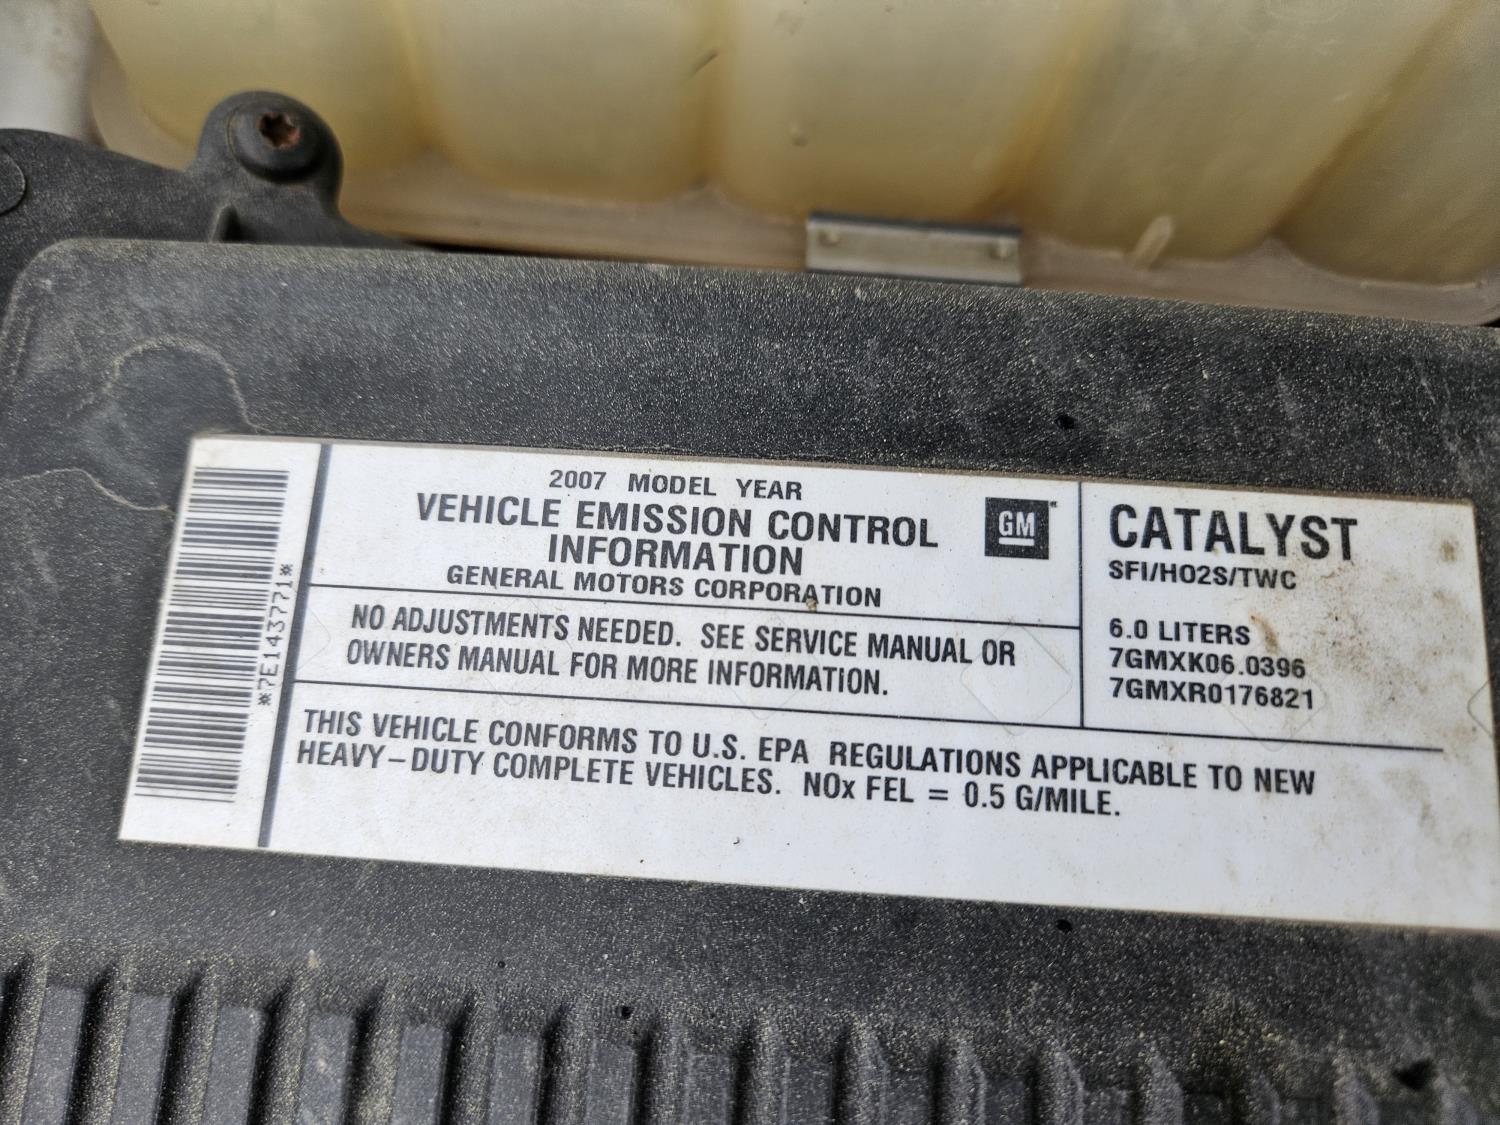 2007 MODEL YEAR
VEHICLE EMISSION CONTROL
INFORMATION
GENERAL MOTORS CORPORATION
GM
NO ADJUSTMENTS NEEDED. SEE SERVICE MANUAL OR
OWNERS MANUAL FOR MORE INFORMATION.
CATALYST
SFI/HO2S/TWC
6.0 LITERS
7GMXK06.0396
7GMXR0176821
THIS VEHICLE CONFORMS TO U.S. EPA REGULATIONS APPLICABLE TO NEW
HEAVY-DUTY COMPLETE VEHICLES. NOx FEL = 0.5 G/MILE.
*7E143771*